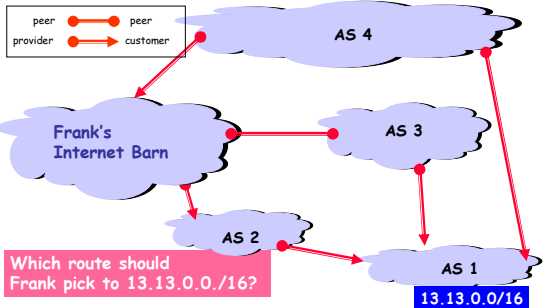 peer peer
provider customer
AS 4
Frank's
Internet Barn
AS 3
AS 2
Which route should
Frank pick to 13.13.0.0./16?
AS 1
13.13.0.0/16